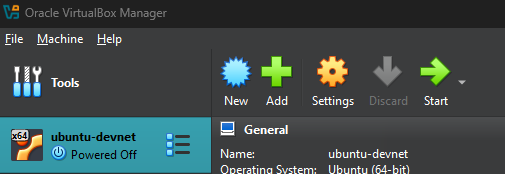 Oracle VirtualBox Manager
File Machine Help
Tools
New Add Settings Discard Start
x64
ubuntu-devnet
Powered Off
General
Name: ubuntu-devnet
Operating System: Ubuntu (64-bit)